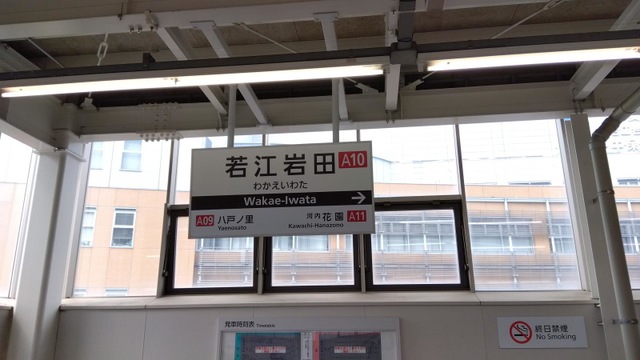 若江岩田 A10
わかえいわた
Wakae-Iwata
A09 八戸ノ里
Yaenosato
河内花園 A11
Kawachi-Hanazono
発車時刻表 Timetable
終日禁煙
No Smoking